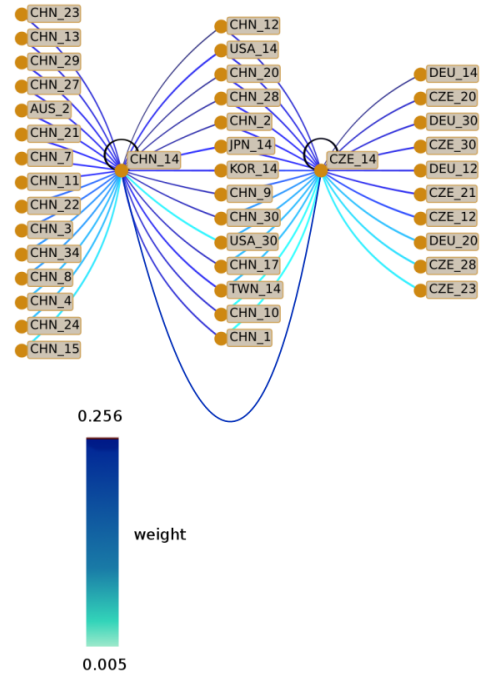 CHN_23
CHN_13
CHN_29
CHN_27
AUS_2
CHN_21
CHN_7
CHN_11
CHN_22
CHN_3
CHN_34
CHN_8
CHN_4
CHN_24
CHN_15
CHN_14
CHN_12
USA_14
CHN_20
CHN_28
CHN_2
JPN_14
KOR_14
CHN_9
CHN_30
USA_30
CHN_17
TWN_14
CHN_10
CHN_1
CZE_14
DEU_14
CZE_20
DEU_30
CZE_30
DEU_12
CZE_21
CZE_12
DEU_20
CZE_28
CZE_23
0.256
weight
0.005